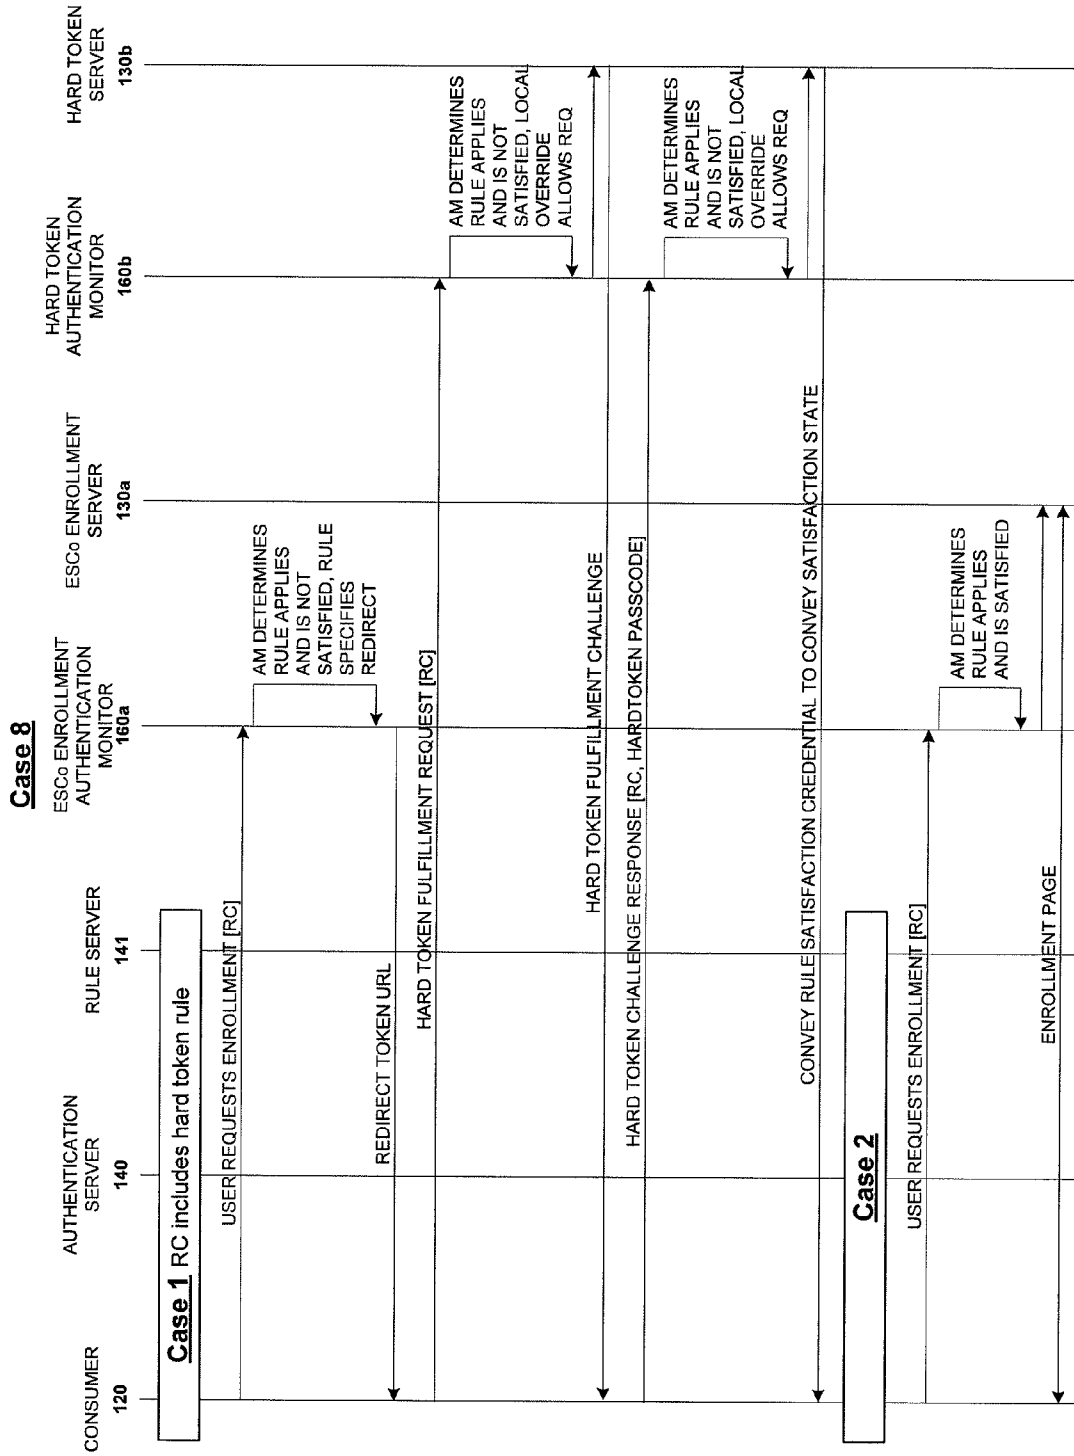 Case 8
CONSUMER
120
AUTHENTICATION
SERVER
140
RULE SERVER
141
ESCo ENROLLMENT
AUTHENTICATION
MONITOR
160a
ESCo ENROLLMENT
SERVER
130a
HARD TOKEN
AUTHENTICATION
MONITOR
160b
HARD TOKEN
SERVER
130b
Case 1 RC includes hard token rule
USER REQUESTS ENROLLMENT [RC]
AM DETERMINES
RULE APPLIES
AND IS NOT
SATISFIED, RULE
SPECIFIES
REDIRECT
REDIRECT TOKEN URL
HARD TOKEN FULFILLMENT REQUEST [RC]
AM DETERMINES
RULE APPLIES
AND IS NOT
SATISFIED, LOCAL
OVERRIDE
ALLOWS REQ
HARD TOKEN FULFILLMENT CHALLENGE
HARD TOKEN CHALLENGE RESPONSE [RC, HARDTOKEN PASSCODE]
AM DETERMINES
RULE APPLIES
AND IS NOT
SATISFIED, LOCAL
OVERRIDE
ALLOWS REQ
CONVEY RULE SATISFACTION CREDENTIAL TO CONVEY SATISFACTION STATE
Case 2
USER REQUESTS ENROLLMENT [RC]
AM DETERMINES
RULE APPLIES
AND IS SATISFIED
ENROLLMENT PAGE